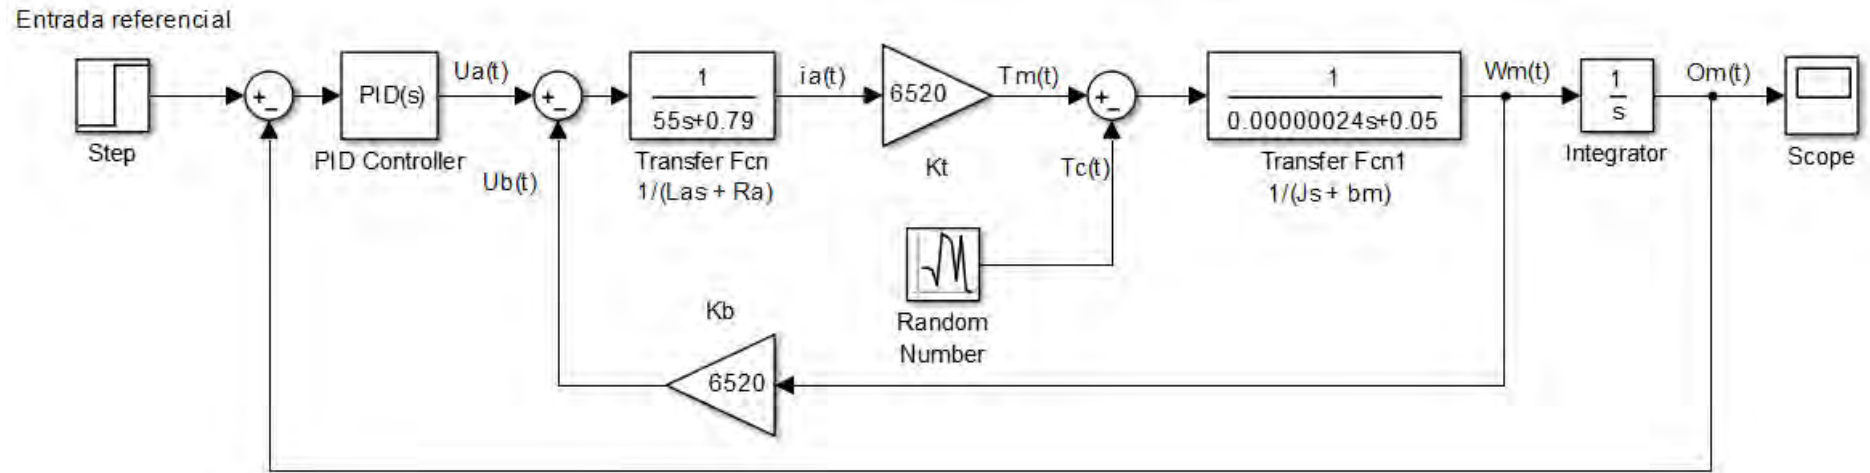 Entrada referencial
Step
+
-
PID(s)
PID Controller
Ua(t)
+
-
Ub(t)
1
55s+0.79
Transfer Fcn
1/(Las + Ra)
ia(t)
6520
Kt
Tm(t)
+
-
Tc(t)
Random
Number
1
0.00000024s+0.05
Transfer Fcn1
1/(Js + bm)
Wm(t)
1
s
Integrator
Om(t)
Scope
Kb
6520